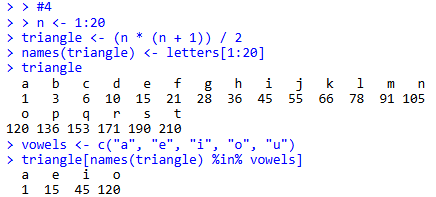 > > #4
> > n <- 1:20
> triangle <- (n * (n + 1)) / 2
> names(triangle) <- letters[1:20]
> triangle
  a   b   c   d   e   f   g   h   i   j   k   l   m   n
  1   3   6  10  15  21  28  36  45  55  66  78  91 105
  o   p   q   r   s   t
120 136 153 171 190 210
> vowels <- c("a", "e", "i", "o", "u")
> triangle[names(triangle) %in% vowels]
  a   e   i   o
  1  15  45 120